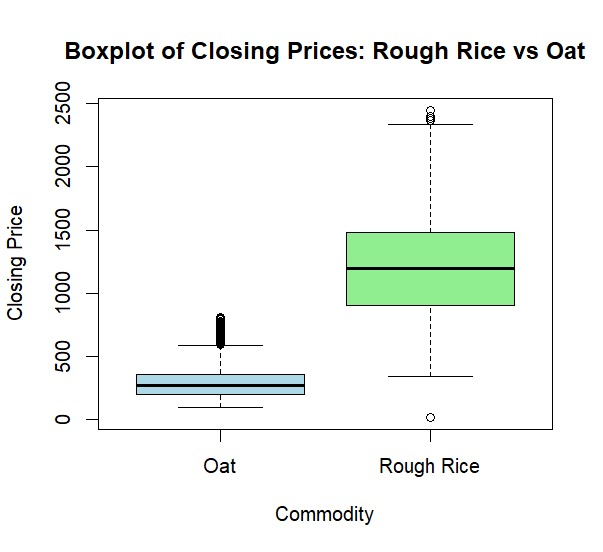 Boxplot of Closing Prices: Rough Rice vs Oat
Closing Price
2500
2000
1500
1000
500
0
Oat Rough Rice
Commodity